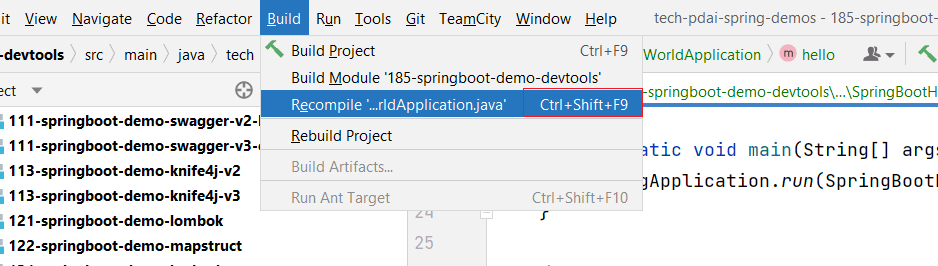 it View Navigate Code Refactor Build Run Tools Git TeamCity Window Help tech-pdai-spring-demos - 185-springboot-
-devtools src main java tech
Build Project Ctrl+F9
WorldApplication m hello
Build Module '185-springboot-demo-devtools'
ect
Recompile '...rldApplication.java' Ctrl+Shift+F9
-springboot-demo-devtools\...\SpringBootH
111-springboot-demo-swagger-v2-
Rebuild Project
111-springboot-demo-swagger-v3-
atic void main(String[] args
113-springboot-demo-knife4j-v2
Build Artifacts...
gApplication.run(SpringBootH
113-springboot-demo-knife4j-v3
Run Ant Target Ctrl+Shift+F10
121-springboot-demo-lombok
24 }
122-springboot-demo-mapstruct
25